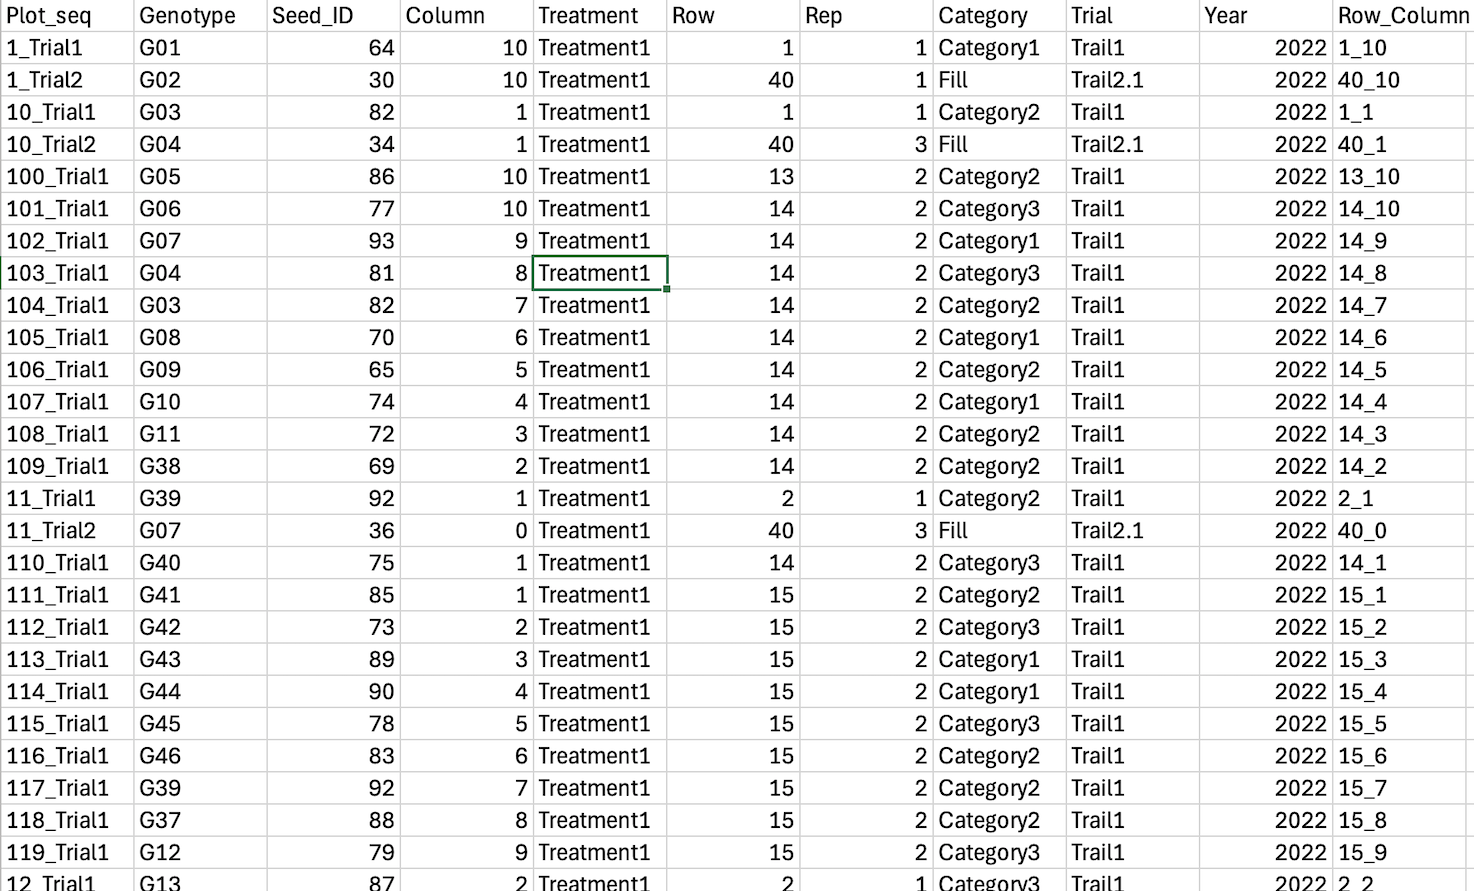 Plot_seq Genotype Seed_ID Column Treatment Row Rep Category Trial Year Row_Column
1_Trial1 G01 64 10 Treatment1 1 1 Category1 Trail1 2022 1_10
1_Trial2 G02 30 10 Treatment1 40 1 Fill Trail2.1 2022 40_10
10_Trial1 G03 82 1 Treatment1 1 1 Category2 Trail1 2022 1_1
10_Trial2 G04 34 1 Treatment1 40 3 Fill Trail2.1 2022 40_1
100_Trial1 G05 86 10 Treatment1 13 2 Category2 Trail1 2022 13_10
101_Trial1 G06 77 10 Treatment1 14 2 Category3 Trail1 2022 14_10
102_Trial1 G07 93 9 Treatment1 14 2 Category1 Trail1 2022 14_9
103_Trial1 G04 81 8 Treatment1 14 2 Category3 Trail1 2022 14_8
104_Trial1 G03 82 7 Treatment1 14 2 Category2 Trail1 2022 14_7
105_Trial1 G08 70 6 Treatment1 14 2 Category1 Trail1 2022 14_6
106_Trial1 G09 65 5 Treatment1 14 2 Category2 Trail1 2022 14_5
107_Trial1 G10 74 4 Treatment1 14 2 Category1 Trail1 2022 14_4
108_Trial1 G11 72 3 Treatment1 14 2 Category2 Trail1 2022 14_3
109_Trial1 G38 69 2 Treatment1 14 2 Category2 Trail1 2022 14_2
11_Trial1 G39 92 1 Treatment1 2 1 Category2 Trail1 2022 2_1
11_Trial2 G07 36 0 Treatment1 40 3 Fill Trail2.1 2022 40_0
110_Trial1 G40 75 1 Treatment1 14 2 Category3 Trail1 2022 14_1
111_Trial1 G41 85 1 Treatment1 15 2 Category2 Trail1 2022 15_1
112_Trial1 G42 73 2 Treatment1 15 2 Category3 Trail1 2022 15_2
113_Trial1 G43 89 3 Treatment1 15 2 Category1 Trail1 2022 15_3
114_Trial1 G44 90 4 Treatment1 15 2 Category1 Trail1 2022 15_4
115_Trial1 G45 78 5 Treatment1 15 2 Category3 Trail1 2022 15_5
116_Trial1 G46 83 6 Treatment1 15 2 Category2 Trail1 2022 15_6
117_Trial1 G39 92 7 Treatment1 15 2 Category2 Trail1 2022 15_7
118_Trial1 G37 88 8 Treatment1 15 2 Category2 Trail1 2022 15_8
119_Trial1 G12 79 9 Treatment1 15 2 Category3 Trail1 2022 15_9
12_Trial1 G13 87 2 Treatment1 2 1 Category3 Trail1 2022 2_2